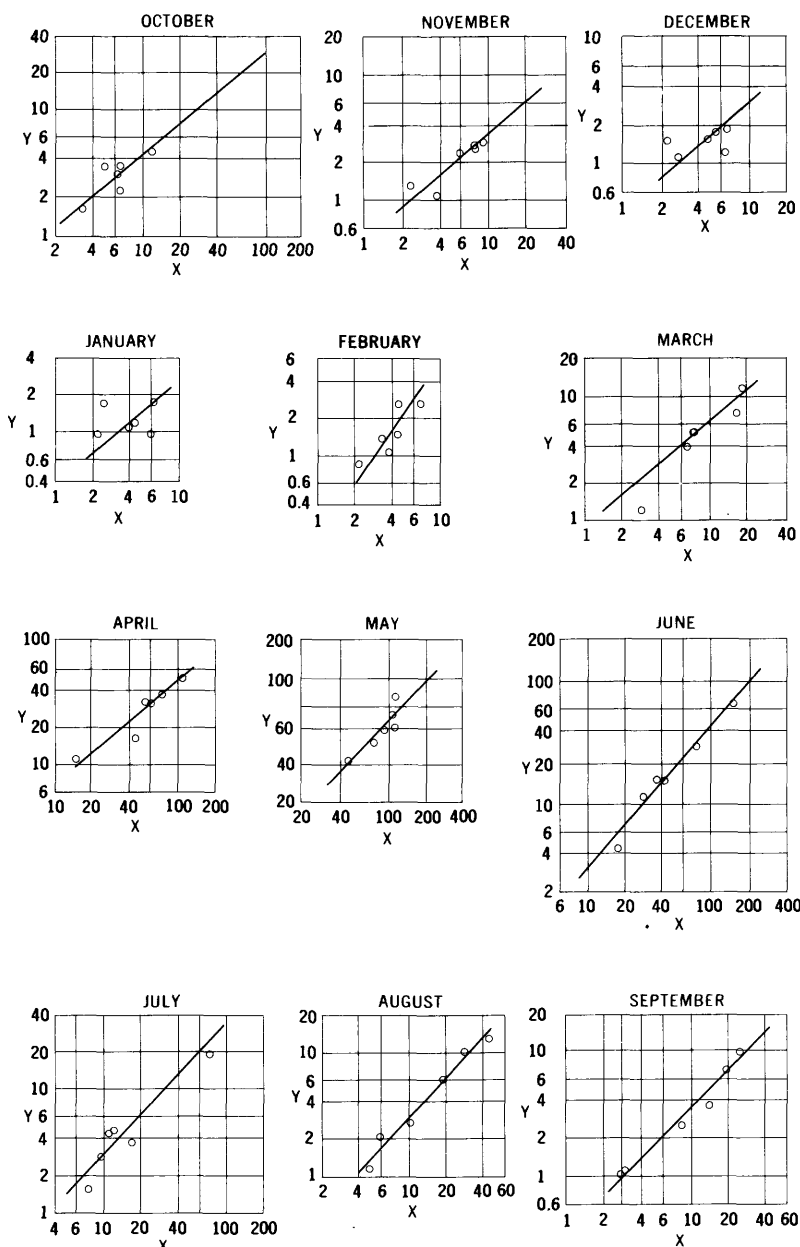 OCTOBER
40
20
10
Y 6
4
2
1
2 4 6 10 20 40 100 200
X
NOVEMBER
20
10
6
Y
4
2
1
0.6
1 2 4 6 10 20 40
X
DECEMBER
10
6
4
Y
2
1
0.6
1 2 4 6 10 20
X
JANUARY
4
2
Y
1
0.6
0.4
1 2 4 6 10
X
FEBRUARY
6
4
Y
2
1
0.6
0.4
1 2 4 6 10
X
MARCH
20
10
6
Y
4
2
1
1 2 4 6 10 20 40
X
APRIL
100
60
40
Y
20
10
6
10 20 40 100 200
X
MAY
200
100
Y
60
40
20
20 40 100 200 400
X
JUNE
200
100
60
40
Y 20
10
6
4
2
6 10 20 40 100 200 400
X
JULY
40
20
10
Y 6
4
2
1
4 6 10 20 40 100 200
X
AUGUST
20
10
6
Y
4
2
1
2 4 6 10 20 40 60
X
SEPTEMBER
20
10
6
Y
4
2
1
0.6
1 2 4 6 10 20 40 60
X